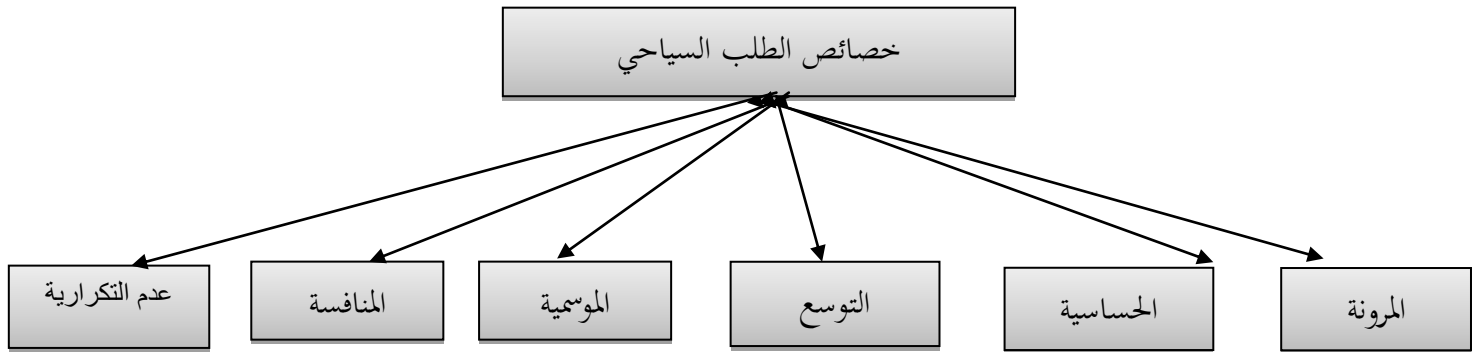 خصائص الطلب السياحي
المرونة
الحساسية
التوسع
الموسمية
المنافسة
عدم التكرارية